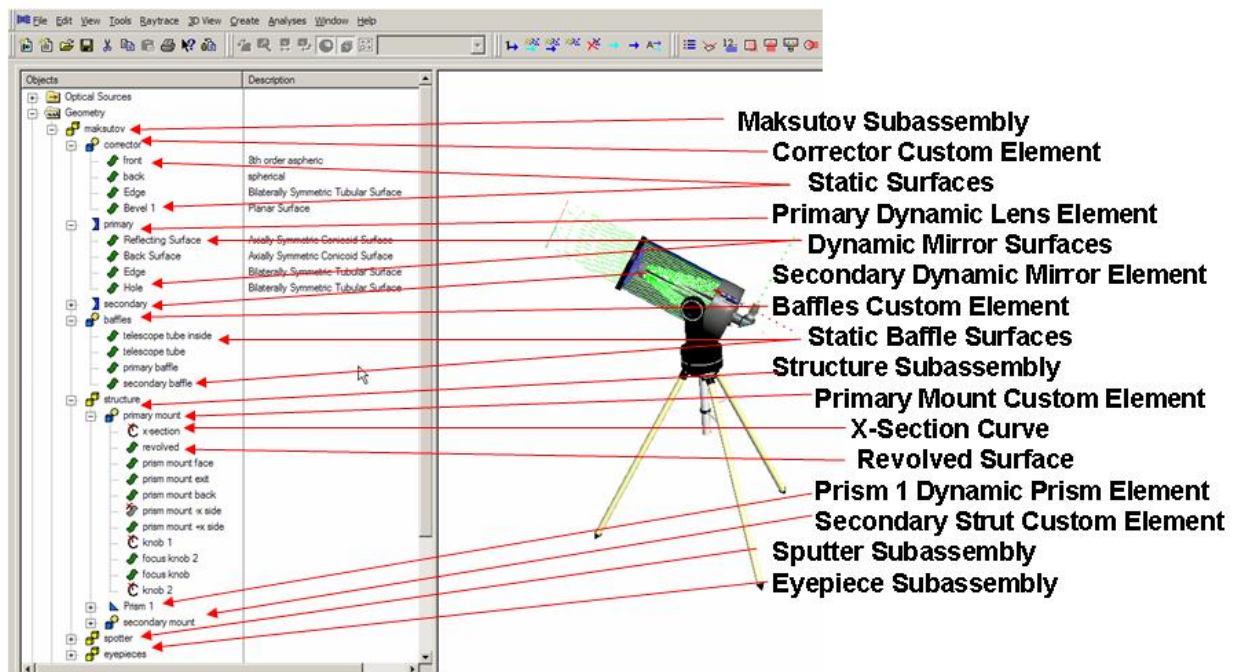 File Edit View Tools Raytrace 3D View Create Analyses Window Help
Objects Description
Optical Sources
Geometry
maksutov
corrector
front 8th order aspheric
back spherical
Edge Bilaterally Symmetric Tubular Surface
Bevel 1 Planar Surface
primary
Reflecting Surface Axially Symmetric Conicoid Surface
Back Surface Axially Symmetric Conicoid Surface
Edge Bilaterally Symmetric Tubular Surface
Hole Bilaterally Symmetric Tubular Surface
secondary
baffles
telescope tube inside
telescope tube
primary baffle
secondary baffle
structure
primary mount
x-section
revolved
prism mount face
prism mount exit
prism mount back
prism mount -x side
prism mount +x side
knob 1
focus knob 2
focus knob
knob 2
Prism 1
secondary mount
spotter
eyepieces
Maksutov Subassembly
Corrector Custom Element
Static Surfaces
Primary Dynamic Lens Element
Dynamic Mirror Surfaces
Secondary Dynamic Mirror Element
Baffles Custom Element
Static Baffle Surfaces
Structure Subassembly
Primary Mount Custom Element
X-Section Curve
Revolved Surface
Prism 1 Dynamic Prism Element
Secondary Strut Custom Element
Sputter Subassembly
Eyepiece Subassembly